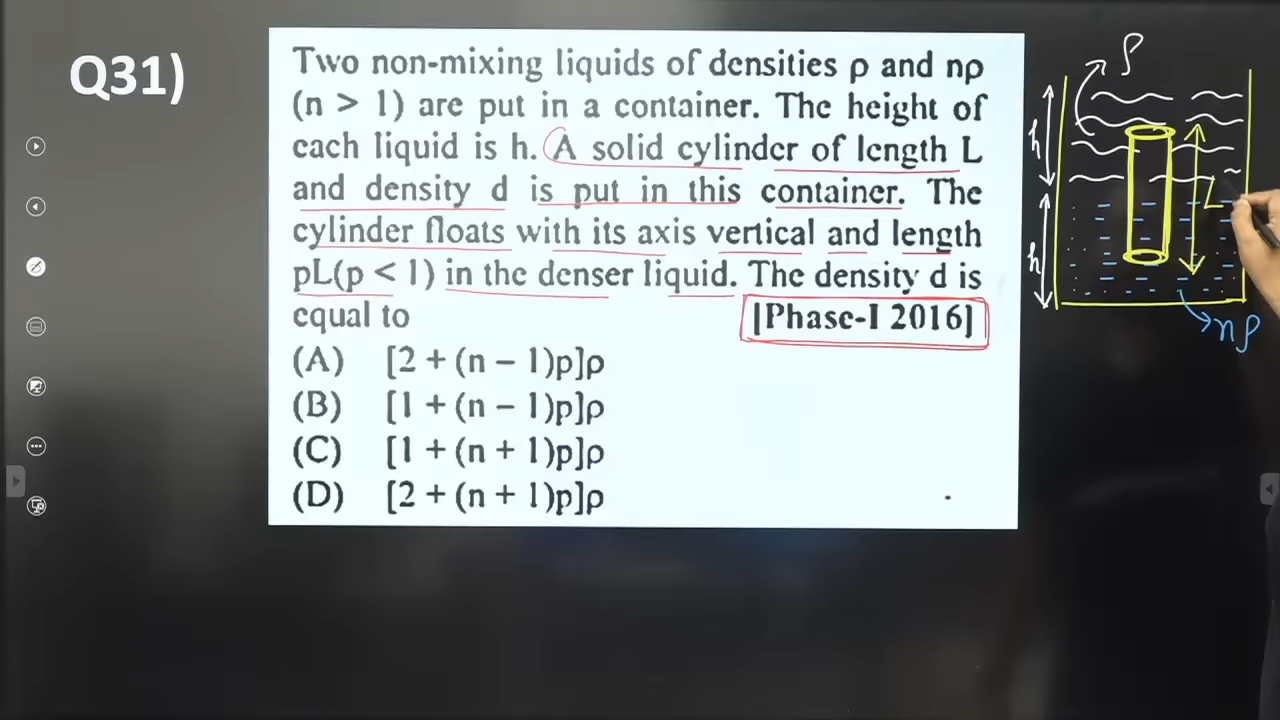 Q31)
Two non-mixing liquids of densities ρ and nρ
(n > 1) are put in a container. The height of
each liquid is h. A solid cylinder of length L
and density d is put in this container. The
cylinder floats with its axis vertical and length
pL(p < 1) in the denser liquid. The density d is
equal to [Phase-I 2016]
(A) [2 + (n – 1)p]ρ
(B) [1 + (n – 1)p]ρ
(C) [1 + (n + 1)p]ρ
(D) [2 + (n + 1)p]ρ
ρ
h
L
h
nρ